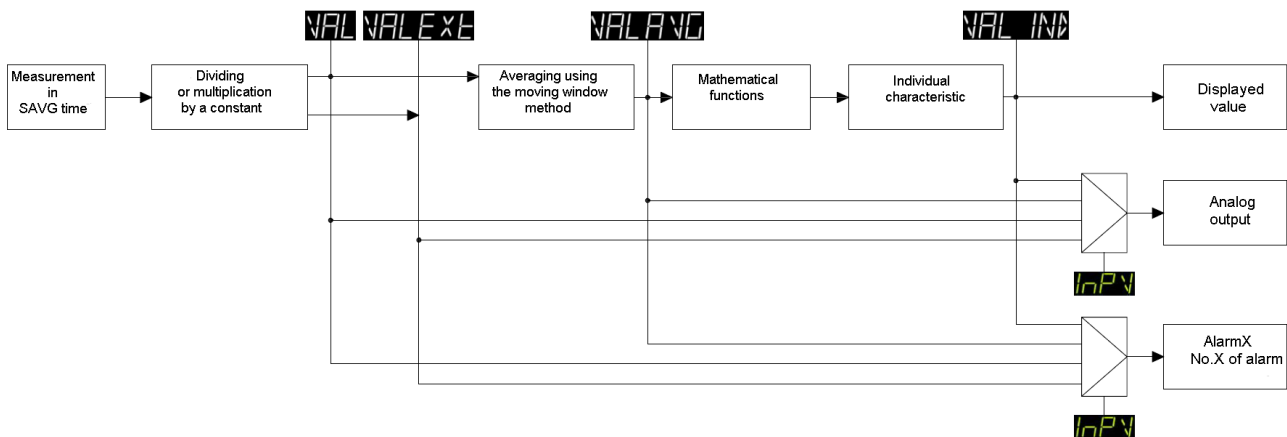 VAL
VALEXt
VALAVG
VALIND
Measurement
in
SAVG time
Dividing
or multiplication
by a constant
Averaging using
the moving window
method
Mathematical
functions
Individual
characteristic
Displayed
value
Analog
output
InPV
AlarmX
No.X of alarm
InPV